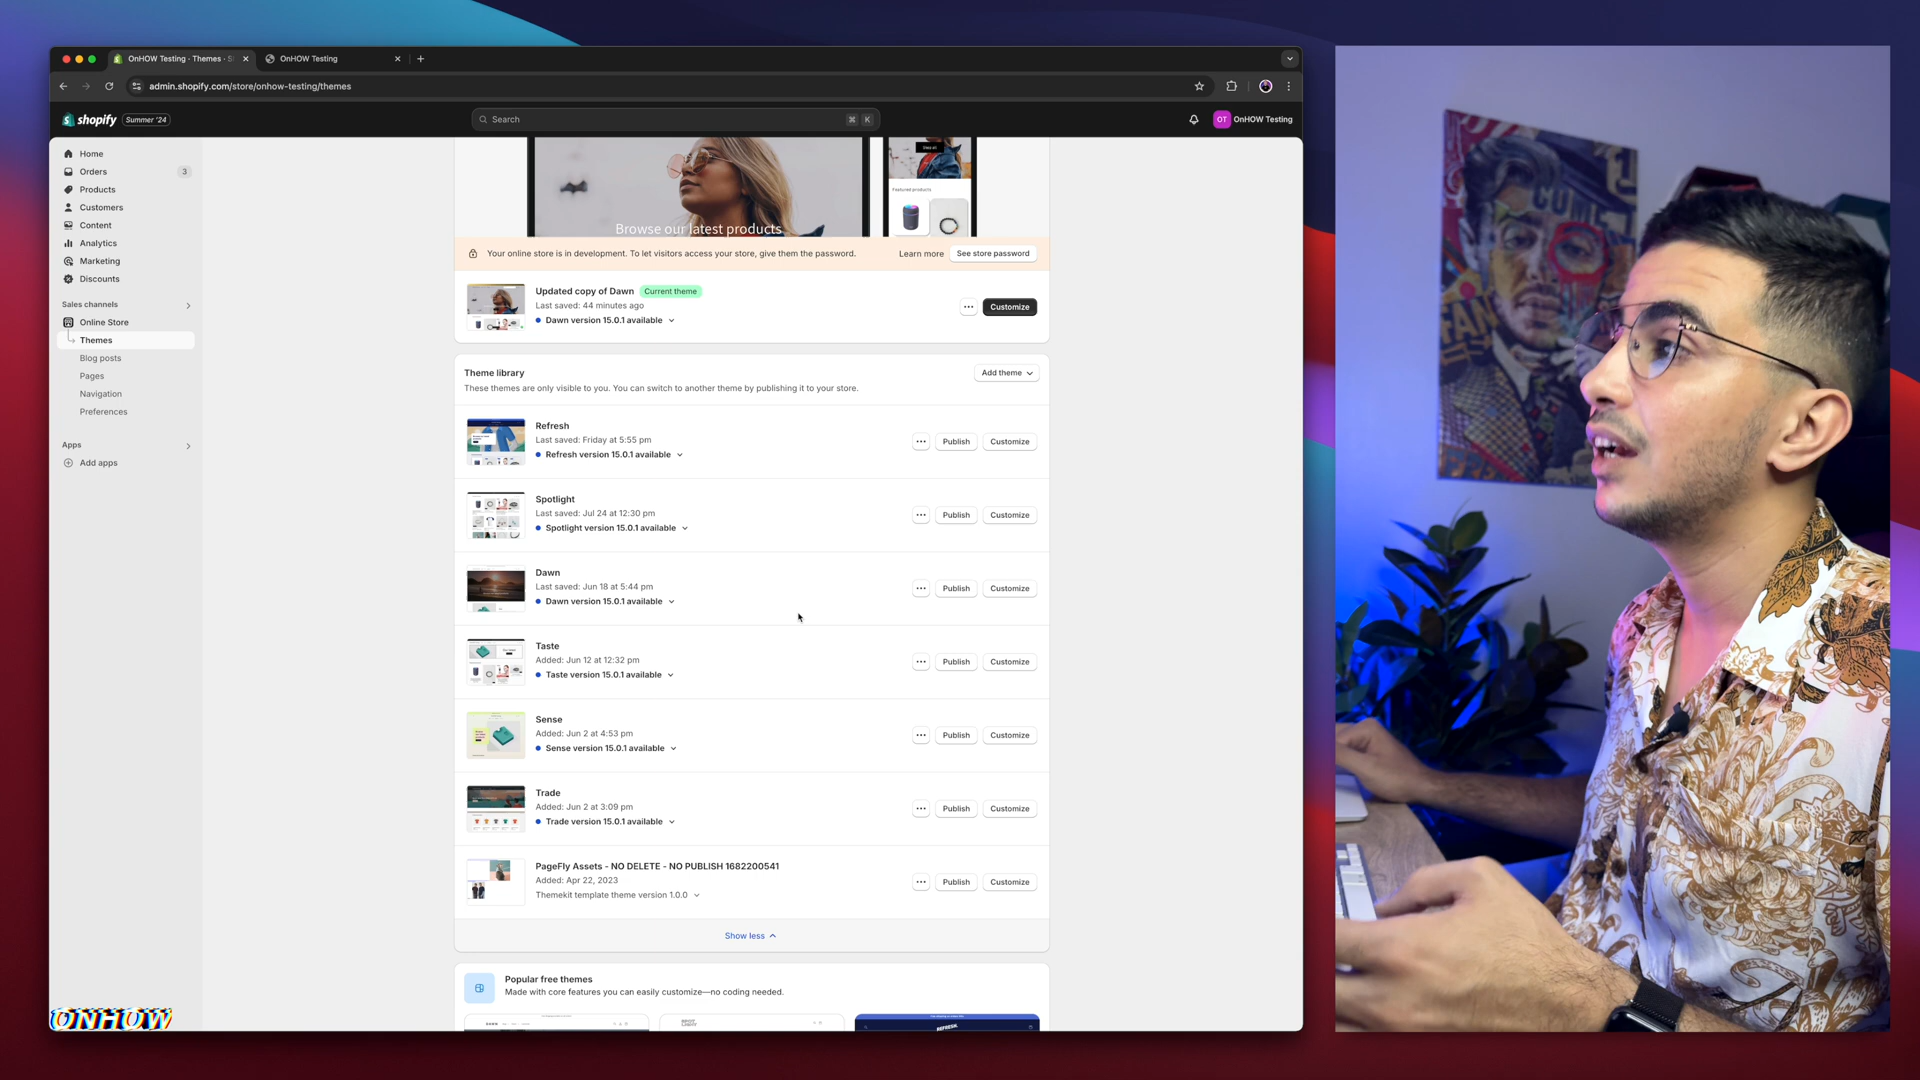 OnHOW Testing · Themes · S
OnHOW Testing
admin.shopify.com/store/onhow-testing/themes
shopify
Summer '24
Search
⌘ K
OT
OnHOW Testing
Home
Orders
3
Products
Customers
Content
Analytics
Marketing
Discounts
Sales channels
Online Store
Themes
Blog posts
Pages
Navigation
Preferences
Apps
Add apps
Browse our latest products
Featured products
Your online store is in development. To let visitors access your store, give them the password.
Learn more
See store password
Updated copy of Dawn
Current theme
Last saved: 44 minutes ago
Dawn version 15.0.1 available
Customize
Theme library
Add theme
These themes are only visible to you. You can switch to another theme by publishing it to your store.
Refresh
Last saved: Friday at 5:55 pm
Refresh version 15.0.1 available
Publish
Customize
Spotlight
Last saved: Jul 24 at 12:30 pm
Spotlight version 15.0.1 available
Publish
Customize
Dawn
Last saved: Jun 18 at 5:44 pm
Dawn version 15.0.1 available
Publish
Customize
Taste
Added: Jun 12 at 12:32 pm
Taste version 15.0.1 available
Publish
Customize
Sense
Added: Jun 2 at 4:53 pm
Sense version 15.0.1 available
Publish
Customize
Trade
Added: Jun 2 at 3:09 pm
Trade version 15.0.1 available
Publish
Customize
PageFly Assets - NO DELETE - NO PUBLISH 1682200541
Added: Apr 22, 2023
Themekit template theme version 1.0.0
Publish
Customize
Show less
Popular free themes
Made with core features you can easily customize—no coding needed.
REFRESH.
ONHOW